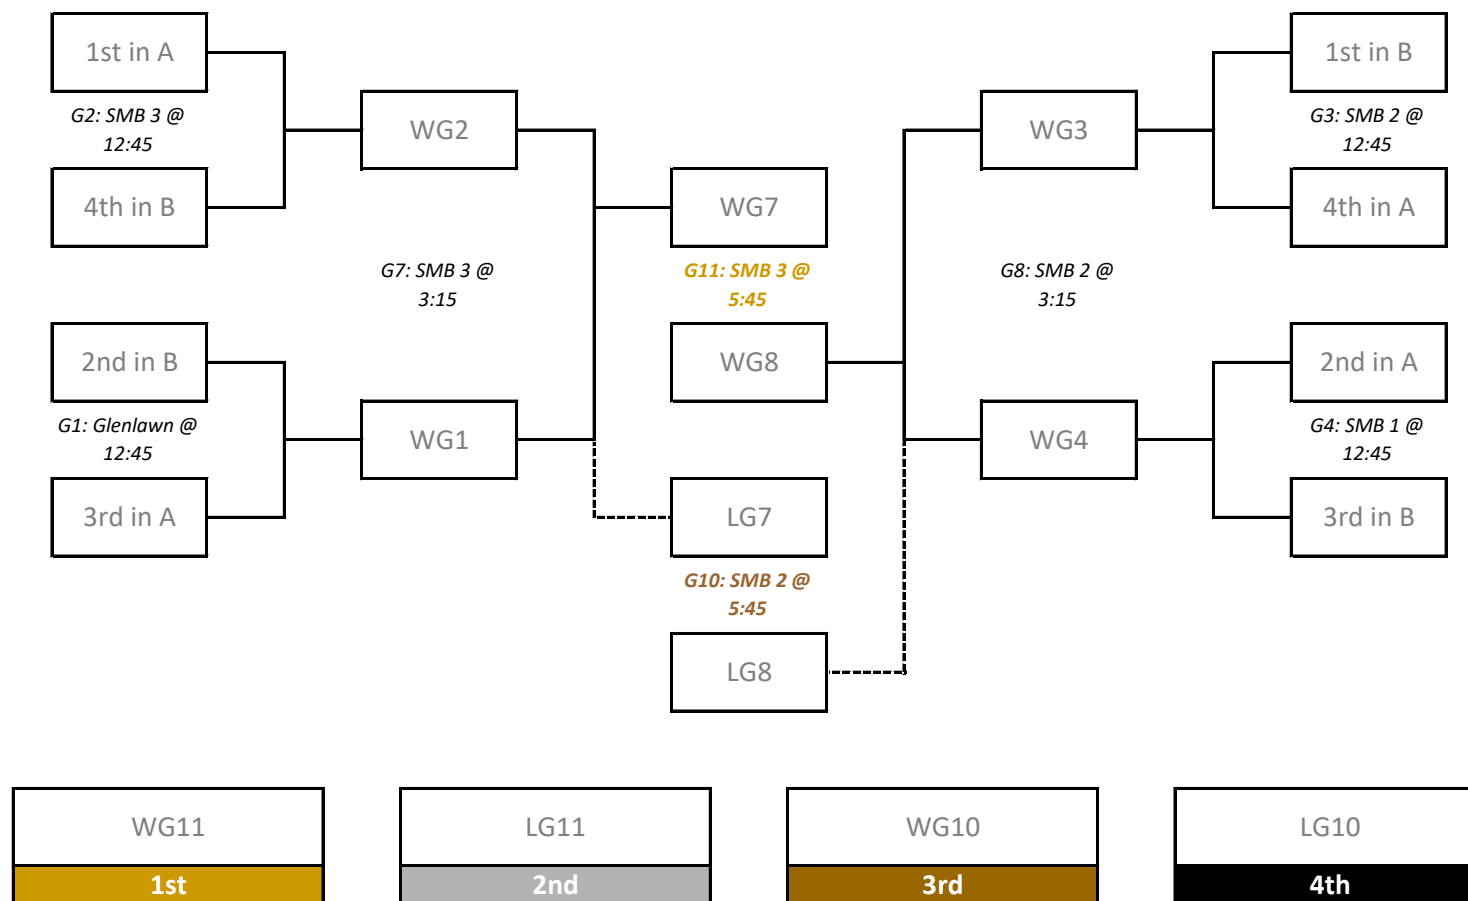 1st in A
G2: SMB 3 @
12:45
4th in B
WG2
G7: SMB 3 @
3:15
2nd in B
G1: Glenlawn @
12:45
3rd in A
WG1
WG7
G11: SMB 3 @
5:45
WG8
LG7
G10: SMB 2 @
5:45
LG8
WG3
G8: SMB 2 @
3:15
WG4
1st in B
G3: SMB 2 @
12:45
4th in A
2nd in A
G4: SMB 1 @
12:45
3rd in B
WG11
1st
LG11
2nd
WG10
3rd
LG10
4th